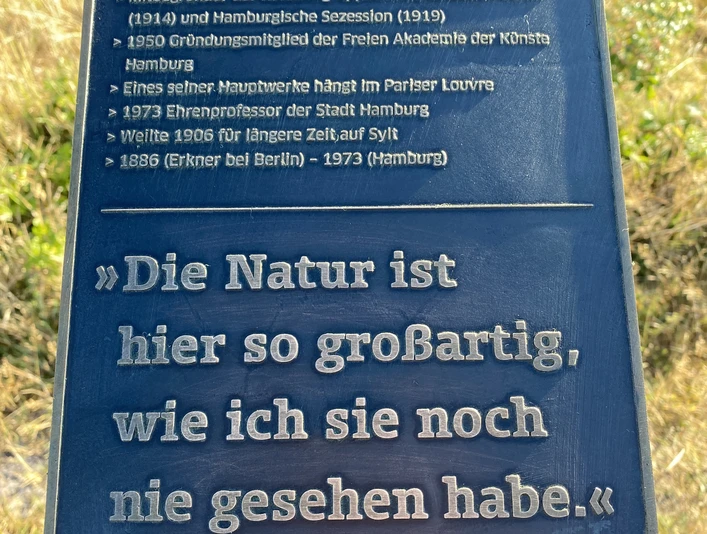 (1914) und Hamburgische Sezession (1919)
> 1950 Gründungsmitglied der Freien Akademie der Künste
Hamburg
> Eines seiner Hauptwerke hängt im Pariser Louvre
> 1973 Ehrenprofessor der Stadt Hamburg
> Weilte 1906 für längere Zeit auf Sylt
> 1886 (Erkner bei Berlin) – 1973 (Hamburg)
»Die Natur ist
hier so großartig,
wie ich sie noch
nie gesehen habe.«